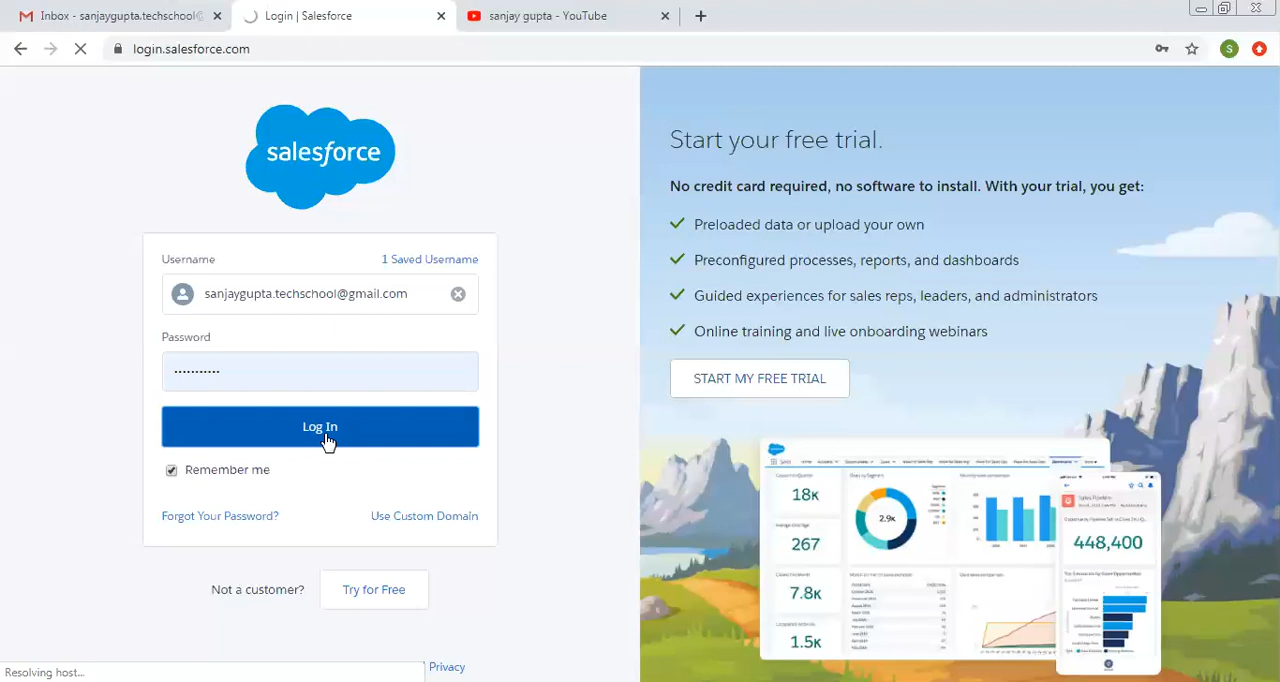 Inbox - sanjaygupta.techschool@
Login | Salesforce
sanjay gupta - YouTube
login.salesforce.com
S
salesforce
Username
1 Saved Username
sanjaygupta.techschool@gmail.com
Password
Log In
Remember me
Forgot Your Password?
Use Custom Domain
Not a customer?
Try for Free
Privacy
Resolving host...
Start your free trial.
No credit card required, no software to install. With your trial, you get:
Preloaded data or upload your own
Preconfigured processes, reports, and dashboards
Guided experiences for sales reps, leaders, and administrators
Online training and live onboarding webinars
START MY FREE TRIAL
18K
267
7.8K
1.5K
2.9K
Sales Pipeline
448,400